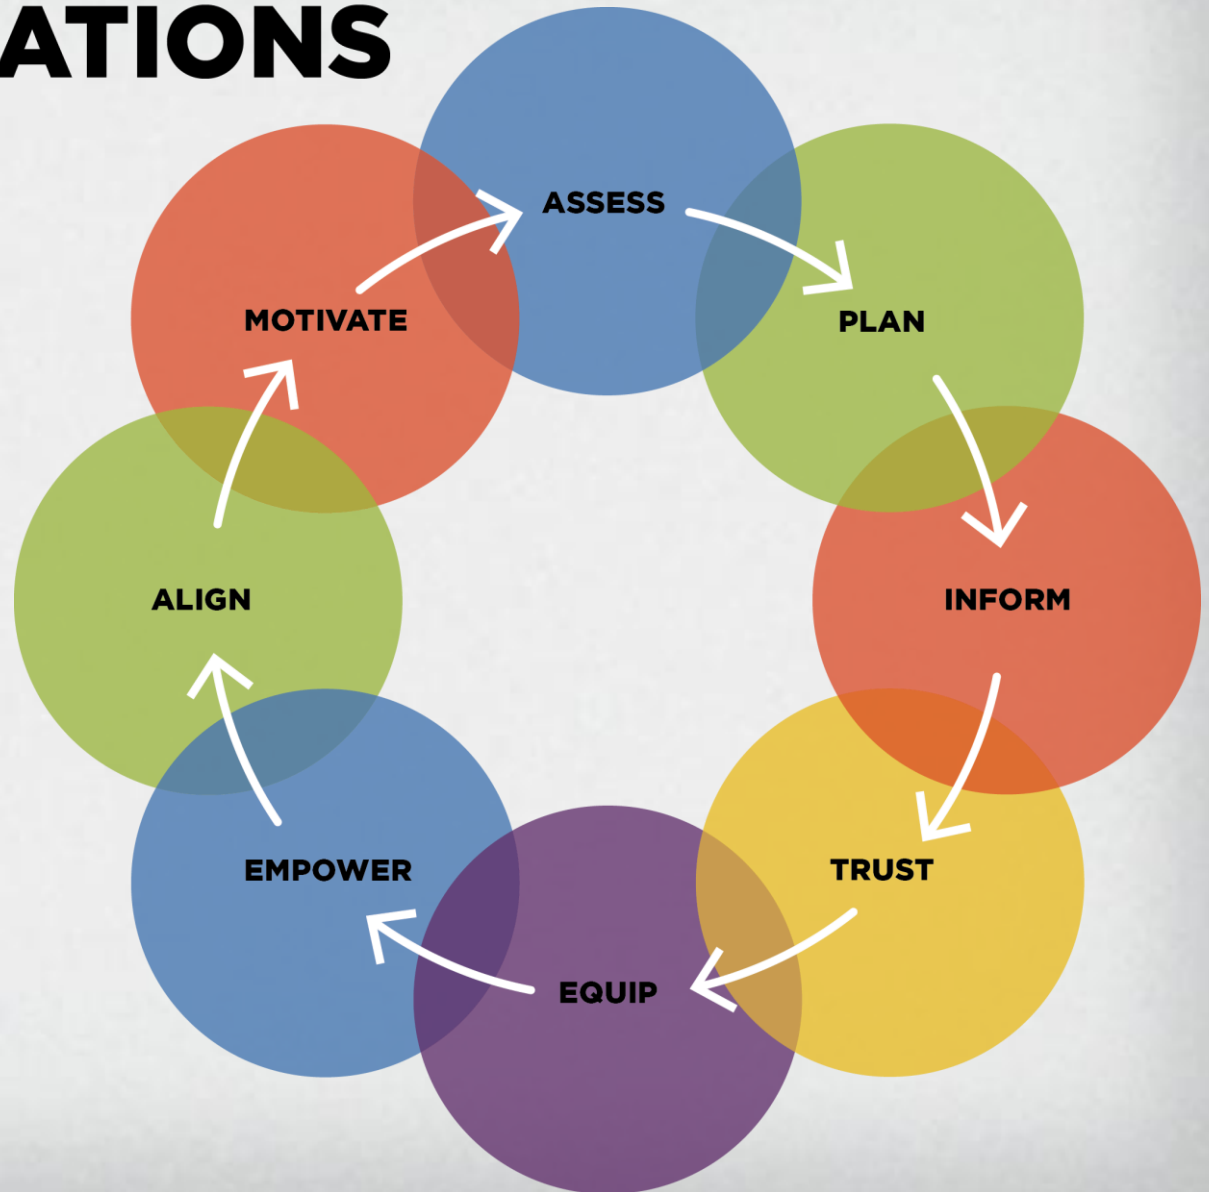 ATIONS
ASSESS
PLAN
INFORM
TRUST
EQUIP
EMPOWER
ALIGN
MOTIVATE